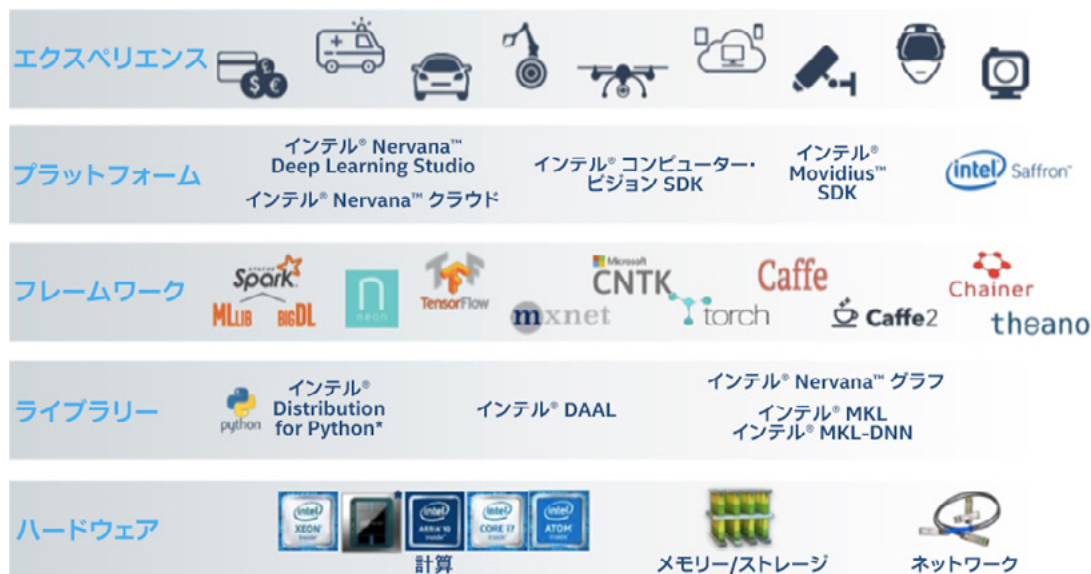 エクスペリエンス
プラットフォーム
インテル® Nervana™
Deep Learning Studio
インテル® Nervana™ クラウド
インテル® コンピューター・
ビジョン SDK
インテル®
Movidius™
SDK
intel Saffron™
フレームワーク
APACHE
Spark™
MLlib BigDL
n
neon
TensorFlow
mxnet
Microsoft
CNTK
torch
Caffe
Caffe2
Chainer
theano
ライブラリー
python
インテル®
Distribution
for Python*
インテル® DAAL
インテル® Nervana™ グラフ
インテル® MKL
インテル® MKL-DNN
ハードウェア
intel XEON inside
intel ARRIA 10 inside
intel CORE i7 inside
intel ATOM inside
計算
メモリー/ストレージ
ネットワーク